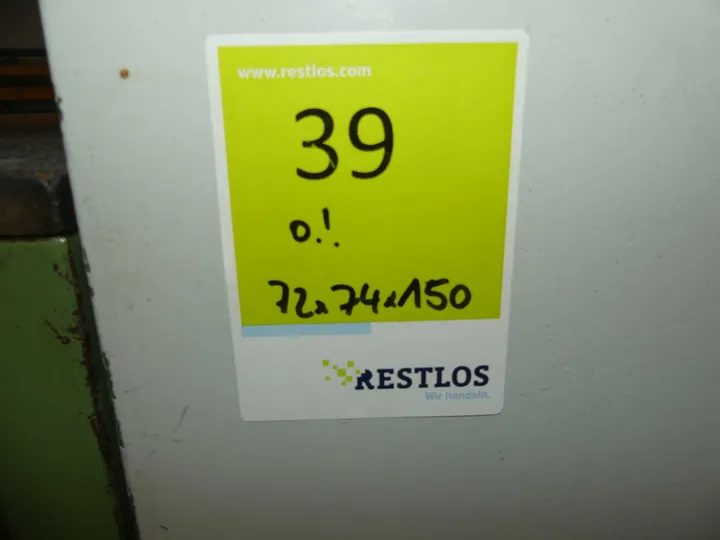 www.restlos.com
39
o.!.
72x74x150
RESTLOS
Wir handeln.